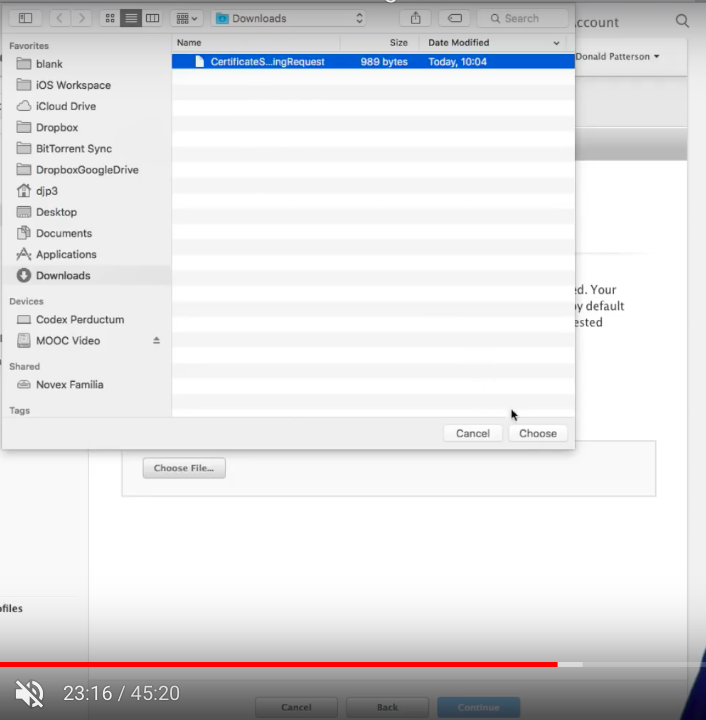 Downloads
Search
ccount
Name Size Date Modified
Donald Patterson
CertificateS...ingRequest 989 bytes Today, 10:04
Favorites
blank
iOS Workspace
iCloud Drive
Dropbox
BitTorrent Sync
DropboxGoogleDrive
djp3
Desktop
Documents
Applications
Downloads
Devices
Codex Perductum
MOOC Video
Shared
Novex Familia
Tags
ed. Your
by default
ested
Cancel Choose
Choose File...
ofiles
23:16 / 45:20
Cancel Back Continue